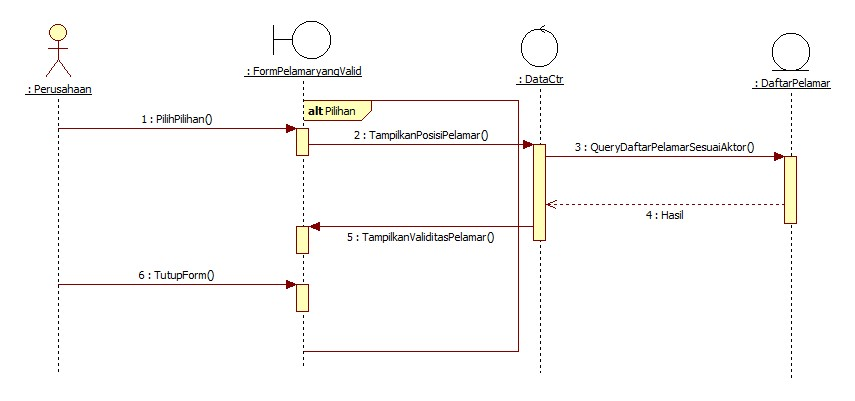 : Perusahaan
: FormPelamaryangValid
: DataCtr
: DaftarPelamar
alt Pilihan
1 : PilihPilihan()
2 : TampilkanPosisiPelamar()
3 : QueryDaftarPelamarSesuaiAktor()
4 : Hasil
5 : TampilkanValiditasPelamar()
6 : TutupForm()